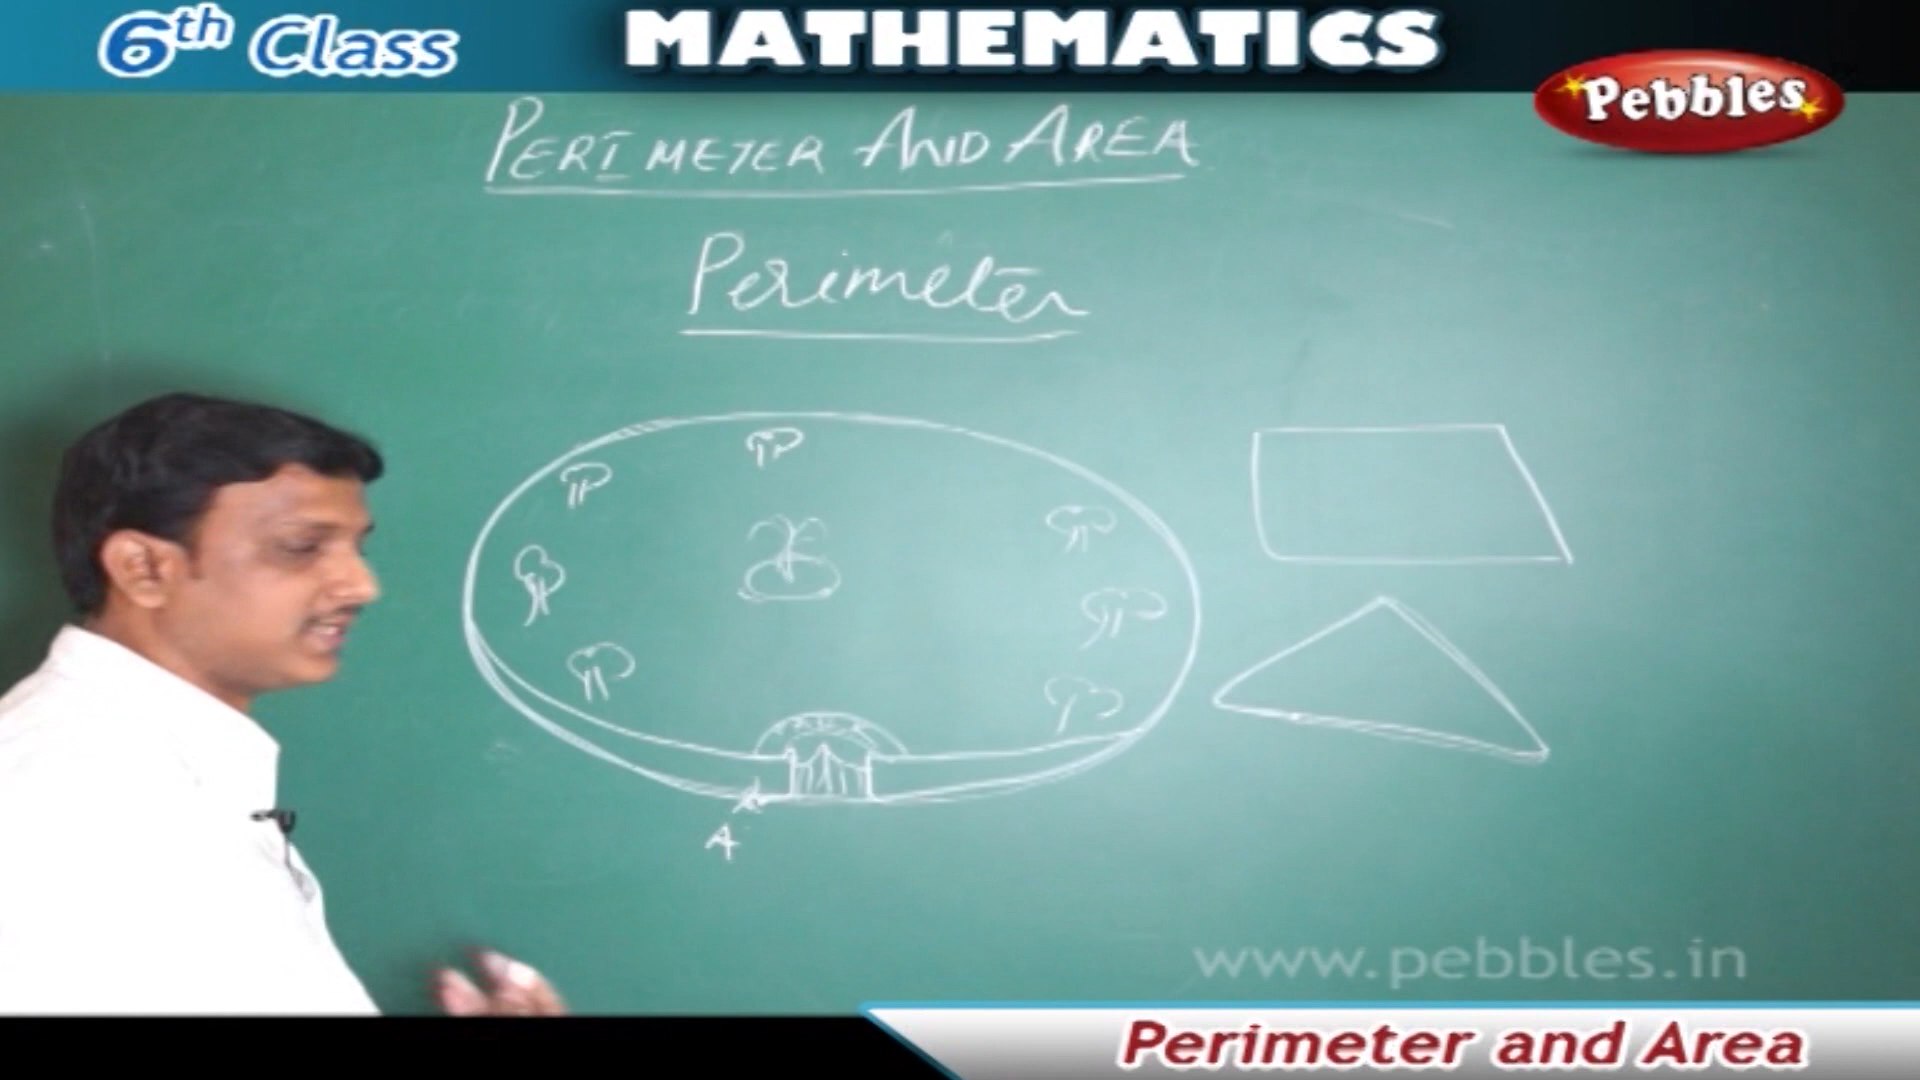 6th Class
MATHEMATICS
Pebbles
PERIMETER AND AREA
Perimeter
A
www.pebbles.in
Perimeter and Area